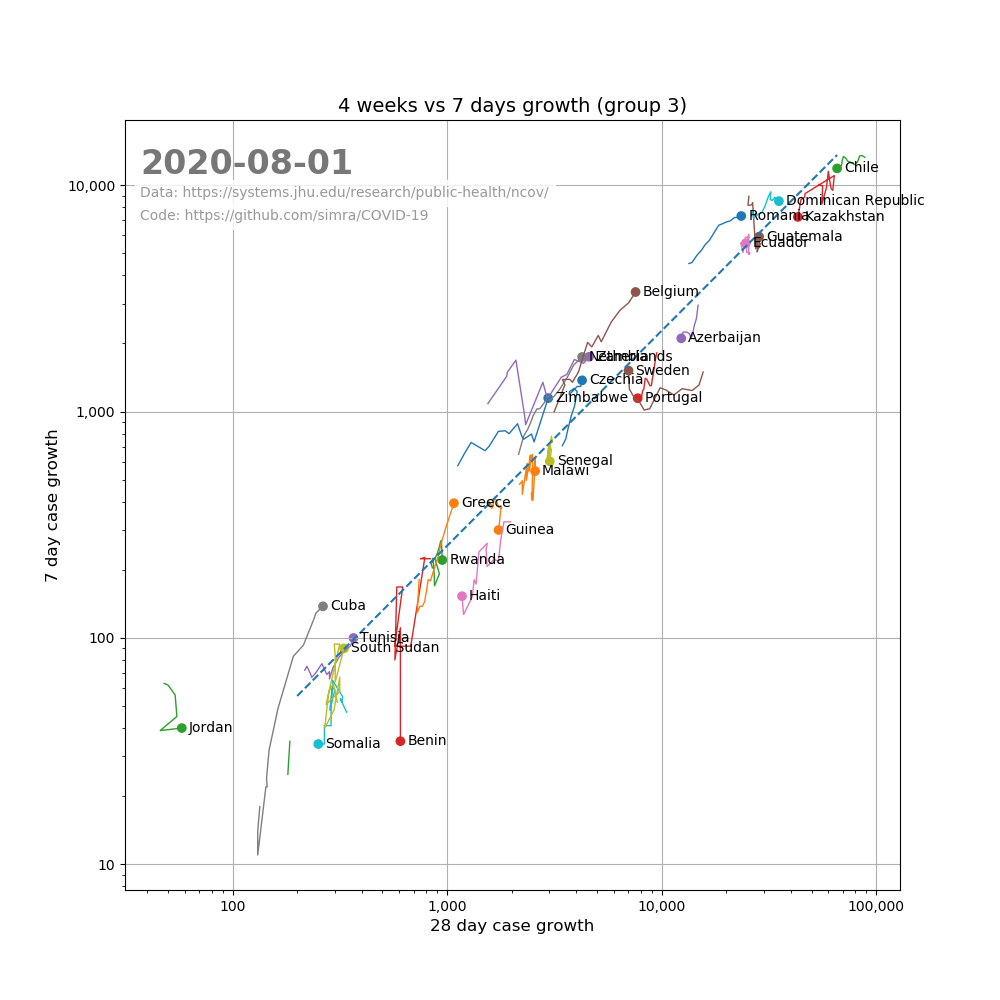 4 weeks vs 7 days growth (group 3)
2020-08-01
Data: https://systems.jhu.edu/research/public-health/ncov/
Code: https://github.com/simra/COVID-19
Chile
Dominican Republic
Romania
Kazakhstan
Guatemala
Ecuador
Belgium
Azerbaijan
Netherlands
Zambia
Sweden
Czechia
Zimbabwe
Portugal
Senegal
Malawi
Greece
Guinea
Rwanda
Haiti
Cuba
Tunisia
South Sudan
Jordan
Benin
Somalia
10,000
1,000
100
10
7 day case growth
100
1,000
10,000
100,000
28 day case growth